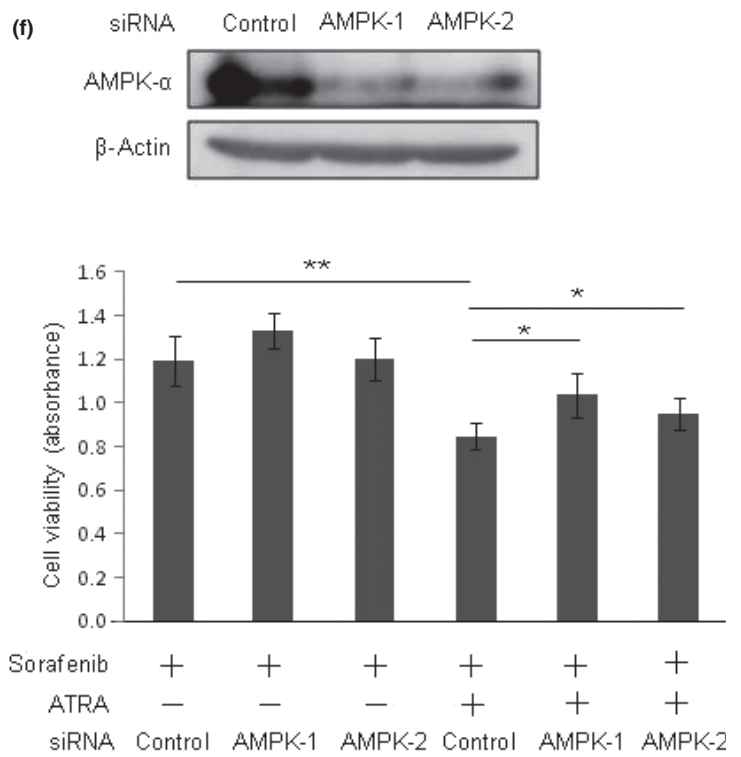 (f) siRNA Control AMPK-1 AMPK-2
AMPK-α
β-Actin
**
*
*
Cell viability (absorbance)
1.6
1.4
1.2
1.0
0.8
0.6
0.4
0.2
0.0
Sorafenib + + + + + +
ATRA — — — + + +
siRNA Control AMPK-1 AMPK-2 Control AMPK-1 AMPK-2